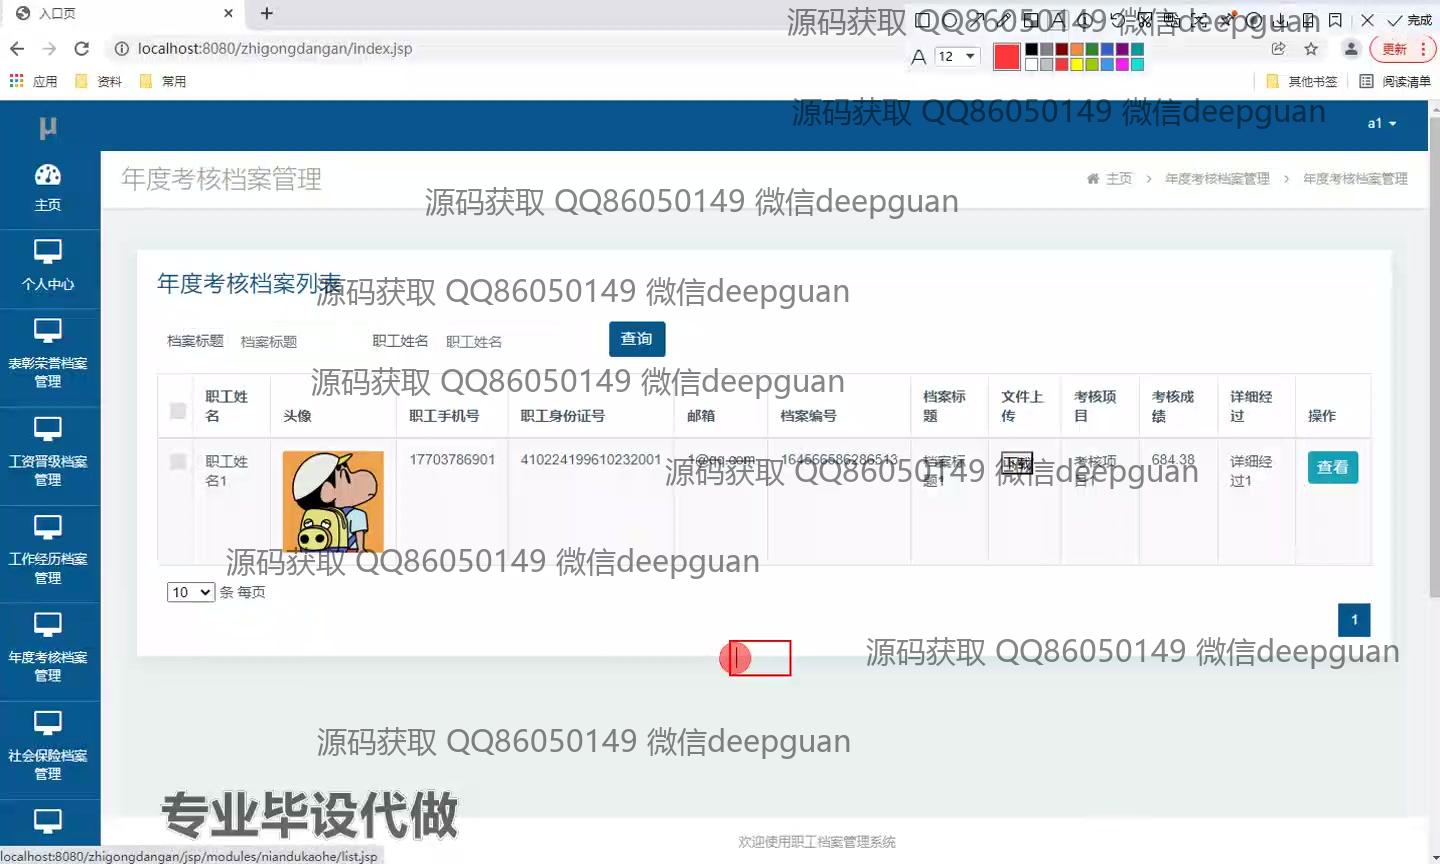 入口页
完成
localhost:8080/zhigongdangan/index.jsp
A 12
更新
应用 资料 常用
其他书签 阅读清单
源码获取 QQ86050149 微信deepguan
源码获取 QQ86050149 微信deepguan
μ
a1
主页
年度考核档案管理
主页 > 年度考核档案管理 > 年度考核档案管理
源码获取 QQ86050149 微信deepguan
个人中心
年度考核档案列表
源码获取 QQ86050149 微信deepguan
档案标题 档案标题 职工姓名 职工姓名 查询
表彰荣誉档案
管理
源码获取 QQ86050149 微信deepguan
职工姓名 头像 职工手机号 职工身份证号 邮箱 档案编号 档案标题 文件上传 考核项目 考核成绩 详细经过 操作
工资晋级档案
管理
职工姓名1 17703786901 410224199610232001 1@qq.com 164566586286513 档案标题1 下载 考核项目1 684.38 详细经过1 查看
源码获取 QQ86050149 微信deepguan
工作经历档案
管理
源码获取 QQ86050149 微信deepguan
10 条 每页
1
年度考核档案
管理
源码获取 QQ86050149 微信deepguan
社会保险档案
管理
源码获取 QQ86050149 微信deepguan
专业毕设代做
欢迎使用职工档案管理系统
localhost:8080/zhigongdangan/jsp/modules/niandukaohe/list.jsp